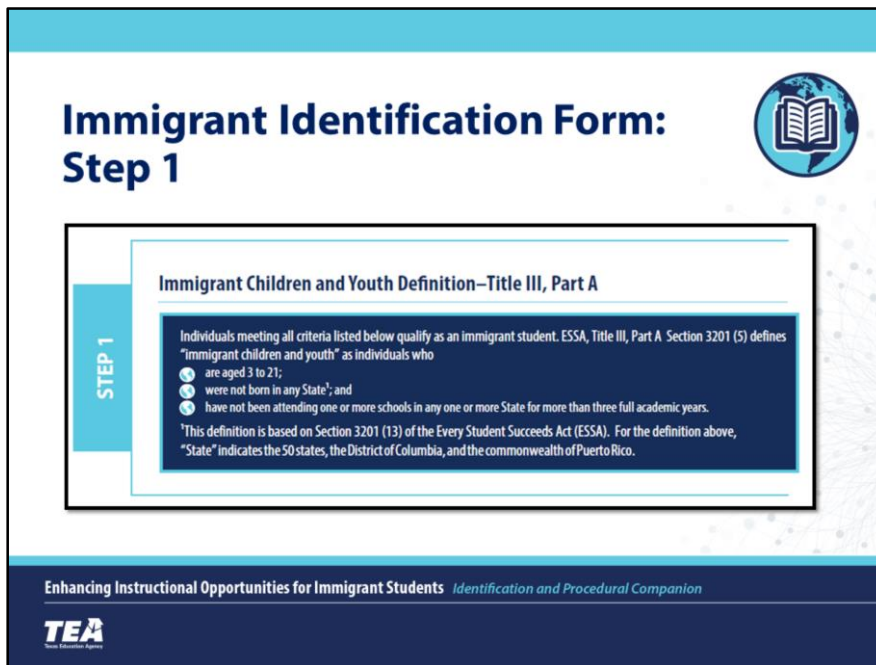 Immigrant Identification Form:
Step 1
STEP 1
Immigrant Children and Youth Definition–Title III, Part A
Individuals meeting all criteria listed below qualify as an immigrant student. ESSA, Title III, Part A Section 3201 (5) defines
"immigrant children and youth" as individuals who
are aged 3 to 21;
were not born in any State¹; and
have not been attending one or more schools in any one or more State for more than three full academic years.
¹This definition is based on Section 3201 (13) of the Every Student Succeeds Act (ESSA). For the definition above,
"State" indicates the 50 states, the District of Columbia, and the commonwealth of Puerto Rico.
Enhancing Instructional Opportunities for Immigrant Students Identification and Procedural Companion
TEA
Texas Education Agency